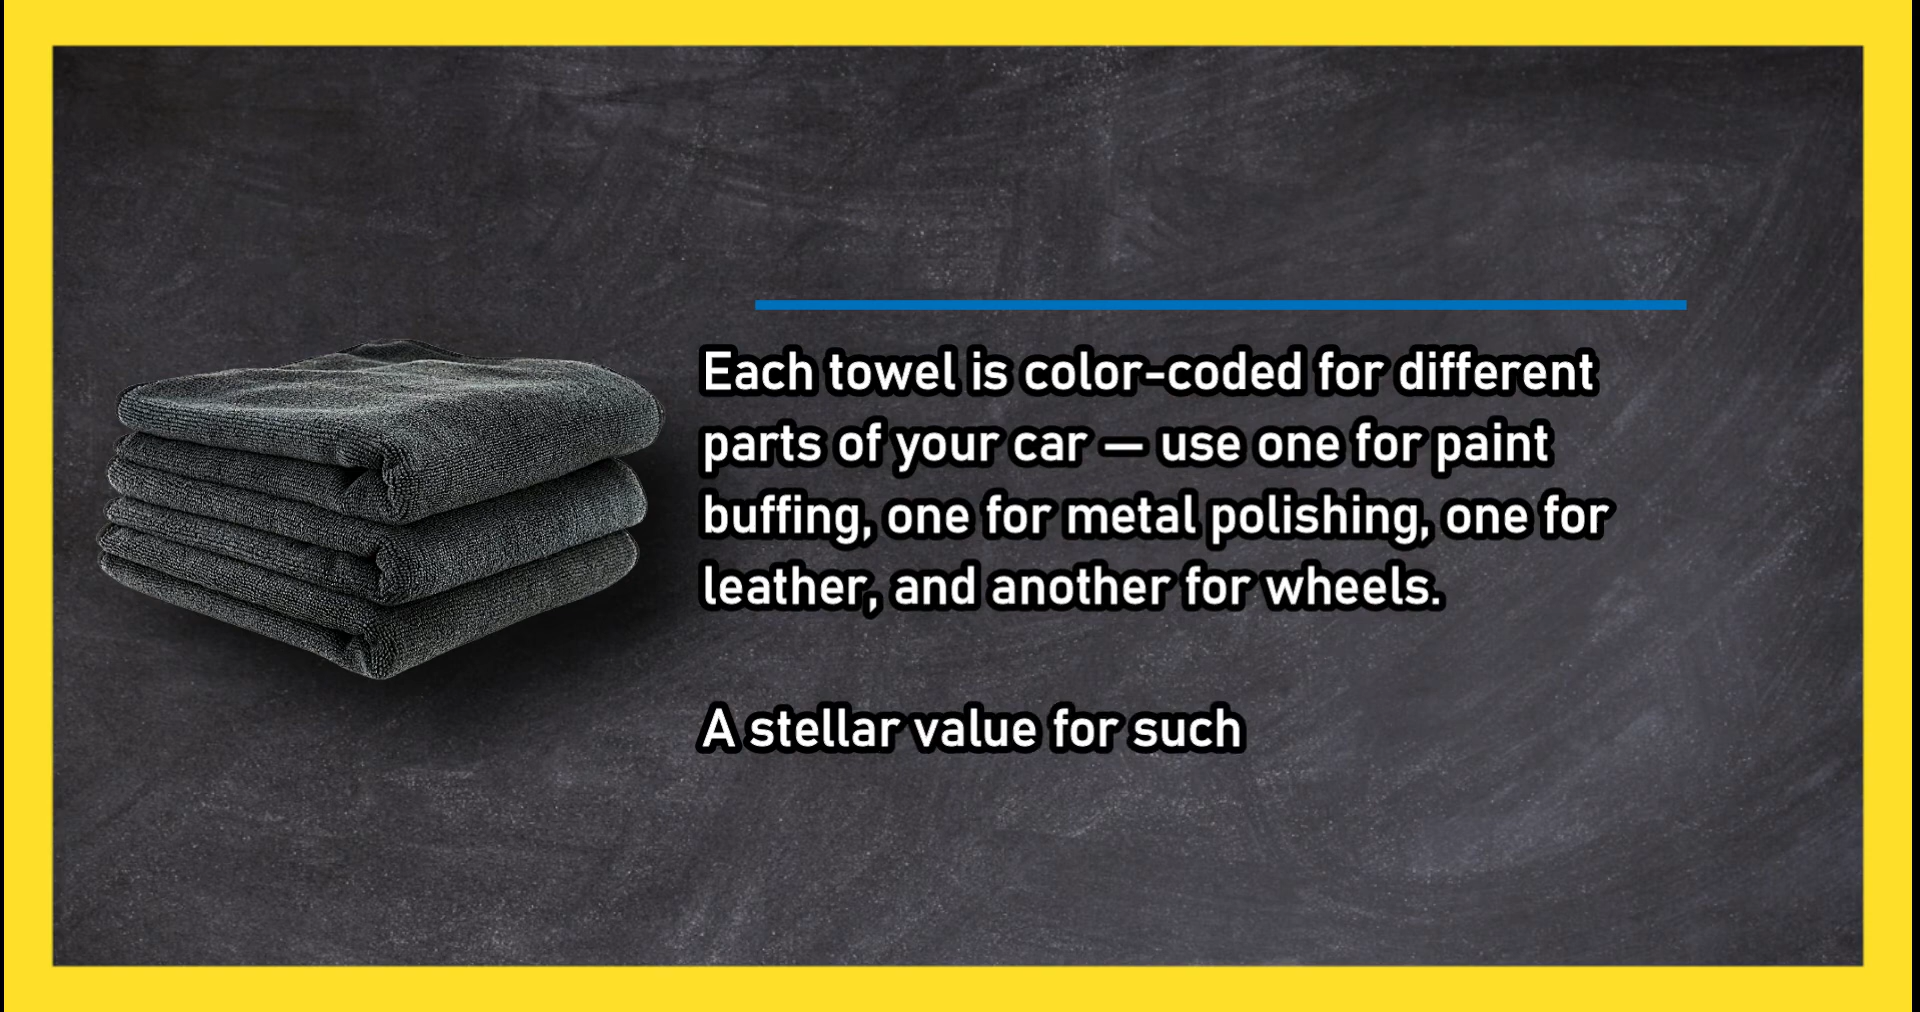 Each towel is color-coded for different
parts of your car — use one for paint
buffing, one for metal polishing, one for
leather, and another for wheels.
A stellar value for such